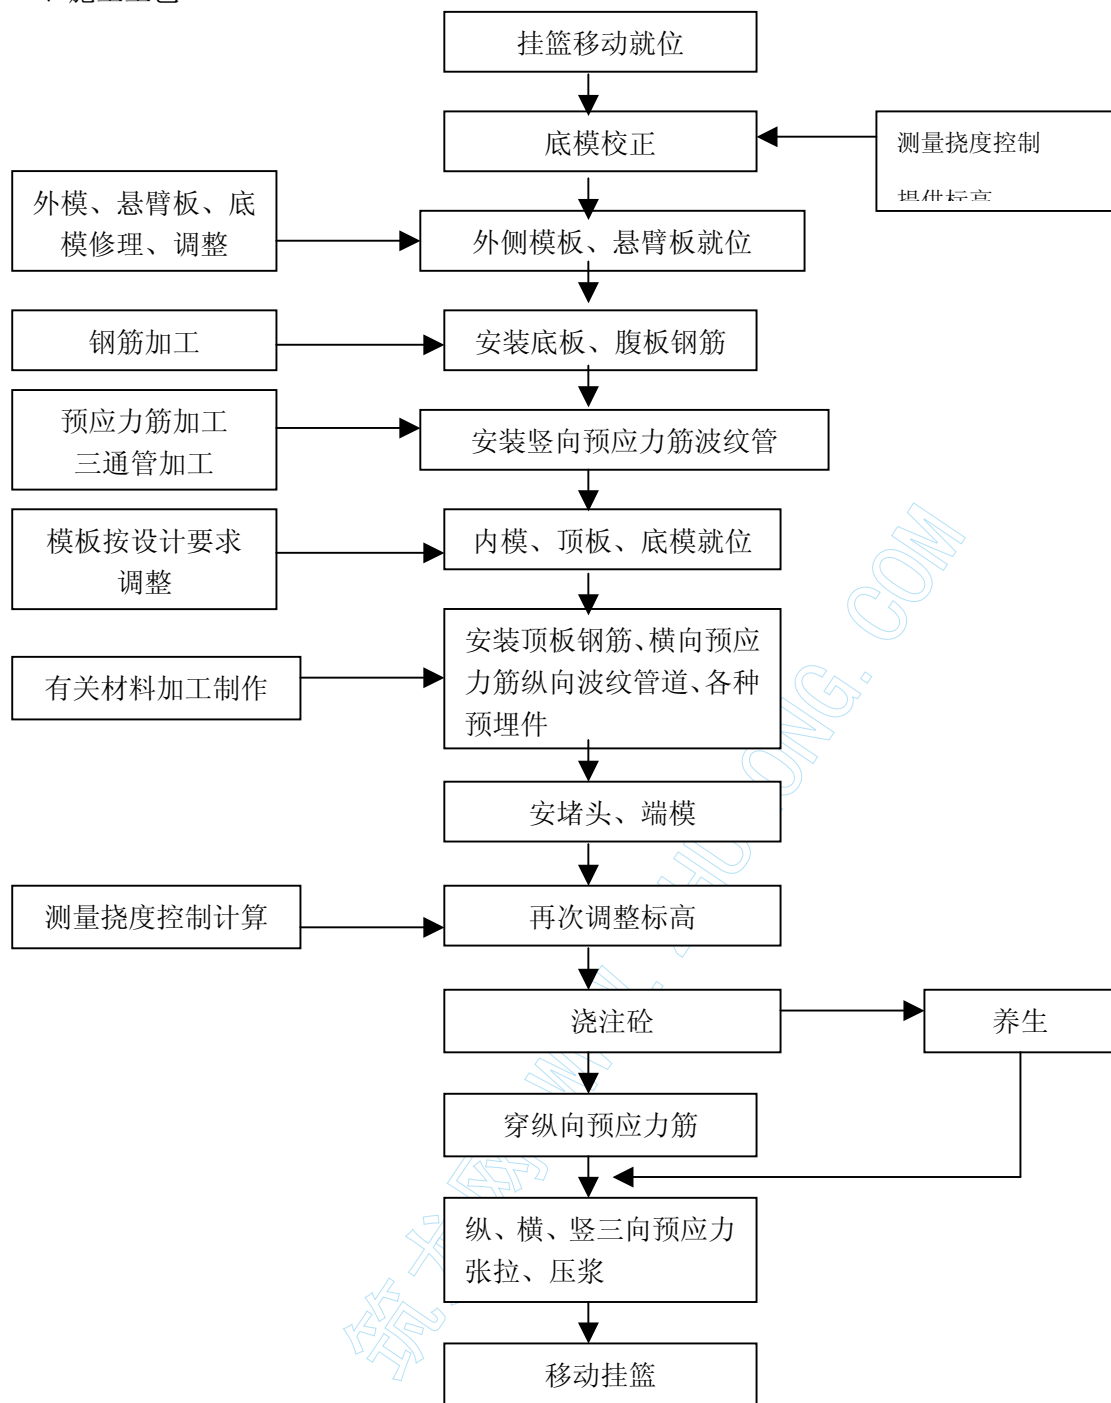 挂篮移动就位
底模校正
测量挠度控制
提供标高
外模、悬臂板、底
模修理、调整
外侧模板、悬臂板就位
钢筋加工
安装底板、腹板钢筋
预应力筋加工
三通管加工
安装竖向预应力筋波纹管
模板按设计要求
调整
内模、顶板、底模就位
安装顶板钢筋、横向预应
力筋纵向波纹管道、各种
预埋件
有关材料加工制作
安堵头、端模
测量挠度控制计算
再次调整标高
浇注砼
养生
穿纵向预应力筋
纵、横、竖三向预应力
张拉、压浆
移动挂篮